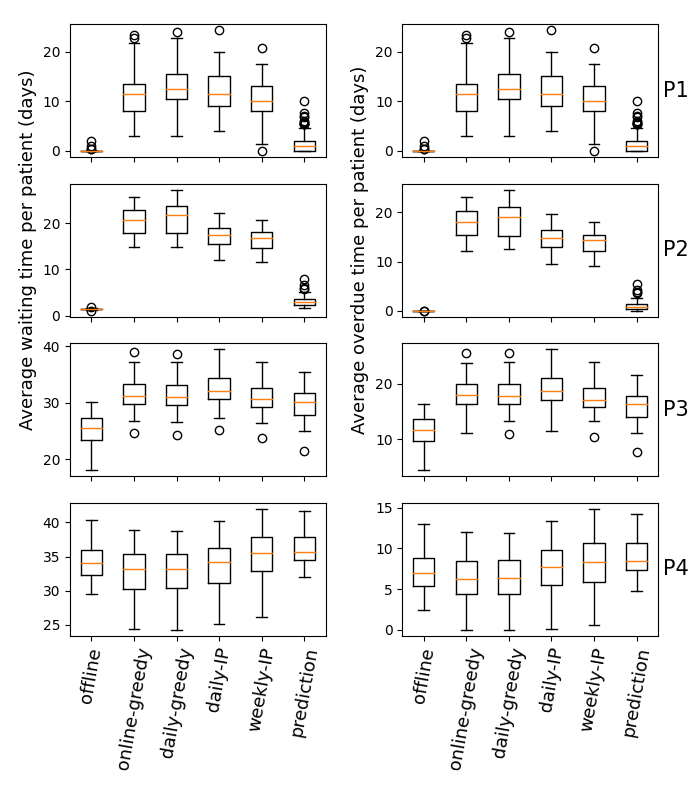 Average waiting time per patient (days)
Average overdue time per patient (days)
20
10
0
20
10
0
P1
20
10
0
20
10
0
P2
40
30
20
20
10
P3
40
35
30
25
15
10
5
0
P4
offline
online-greedy
daily-greedy
daily-IP
weekly-IP
prediction
offline
online-greedy
daily-greedy
daily-IP
weekly-IP
prediction